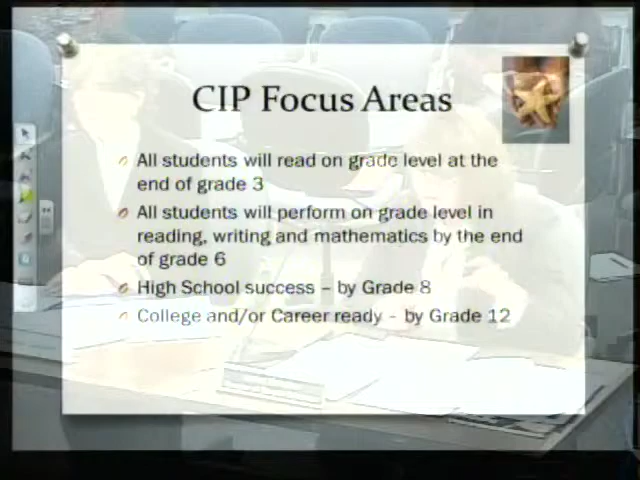 CIP Focus Areas
All students will read on grade level at the
end of grade 3
All students will perform on grade level in
reading, writing and mathematics by the end
of grade 6
High School success – by Grade 8
College and/or Career ready - by Grade 12